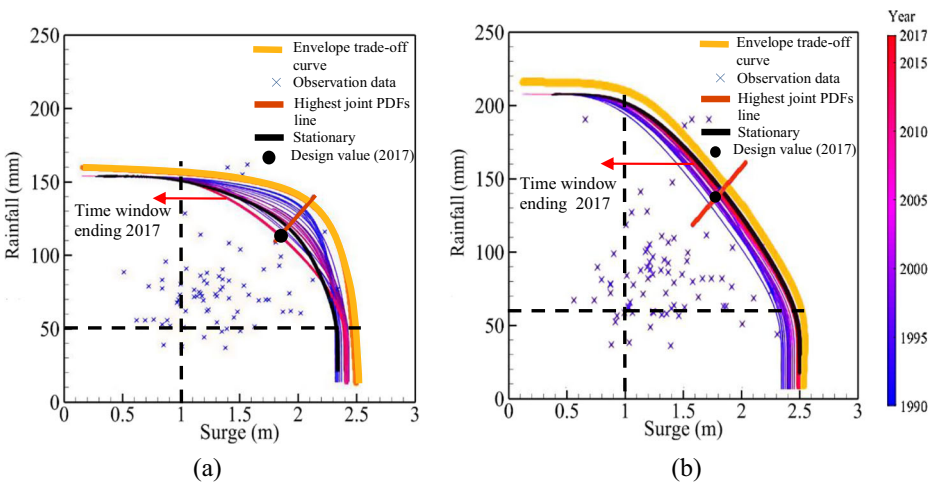 (a)
250
200
150
100
50
0
0
0.5
1
1.5
2
2.5
3
Rainfall (mm)
Surge (m)
Envelope trade-off
curve
Observation data
Highest joint PDFs
line
Stationary
Design value (2017)
Time window
ending 2017
(b)
250
200
150
100
50
0
0
0.5
1
1.5
2
2.5
3
Rainfall (mm)
Surge (m)
Envelope trade-off
curve
Observation data
Highest joint PDFs
line
Stationary
Design value (2017)
Time window
ending 2017
Year
2017
2015
2010
2005
2000
1995
1990